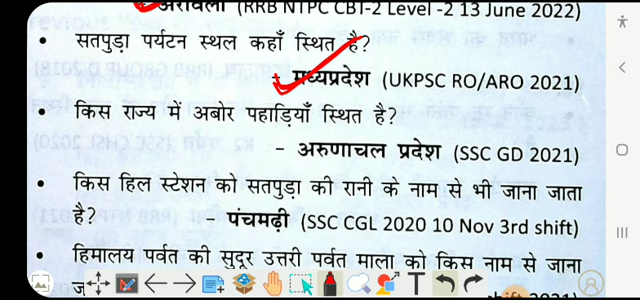 अरावली (RRB NTPC CBT-2 Level -2 13 June 2022)
• सतपुड़ा पर्यटन स्थल कहाँ स्थित है?
- मध्यप्रदेश (UKPSC RO/ARO 2021)
• किस राज्य में अबोर पहाड़ियाँ स्थित है?
- अरुणाचल प्रदेश (SSC GD 2021)
• किस हिल स्टेशन को सतपुड़ा की रानी के नाम से भी जाना जाता
है? - पंचमढ़ी (SSC CGL 2020 10 Nov 3rd shift)
• हिमालय पर्वत की सुदूर उत्तरी पर्वत माला को किस नाम से जाना